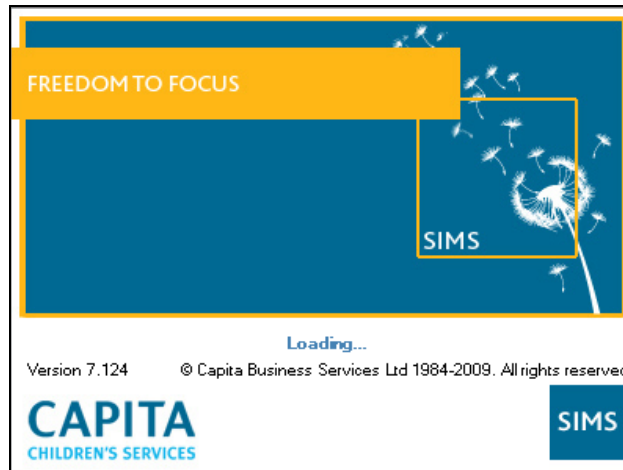 FREEDOM TO FOCUS
SIMS
Loading...
Version 7.124 © Capita Business Services Ltd 1984-2009. All rights reserved
CAPITA
CHILDREN'S SERVICES
SIMS